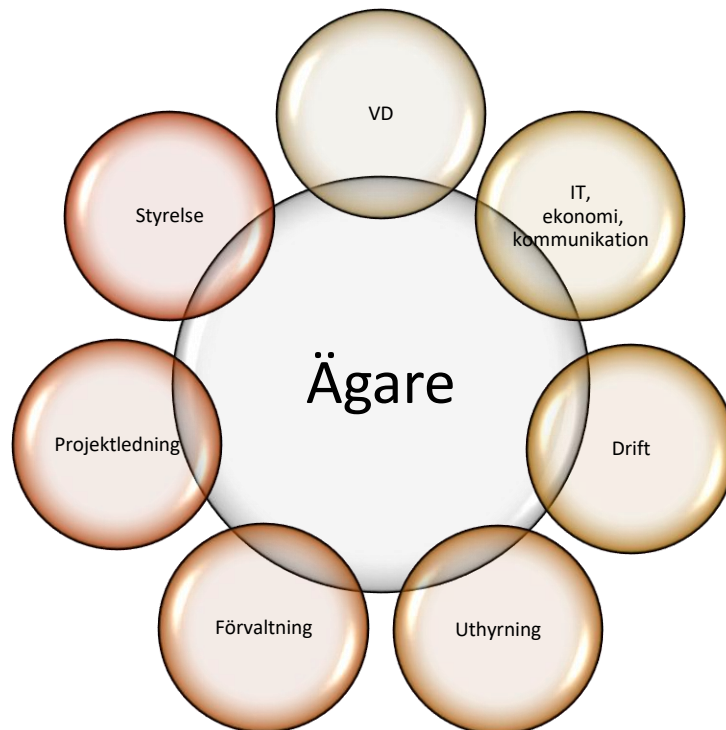 VD
IT,
ekonomi,
kommunikation
Styrelse
Ägare
Projektledning
Drift
Förvaltning
Uthyrning